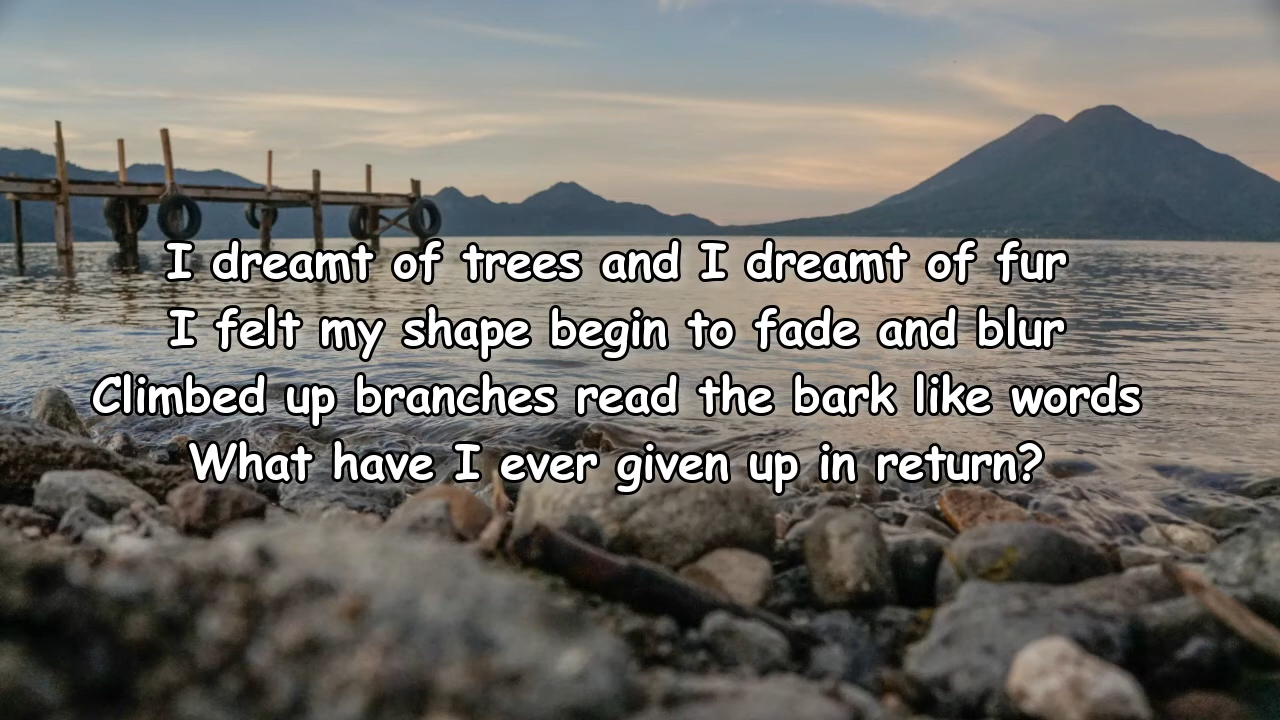 I dreamt of trees and I dreamt of fur
I felt my shape begin to fade and blur
Climbed up branches read the bark like words
What have I ever given up in return?